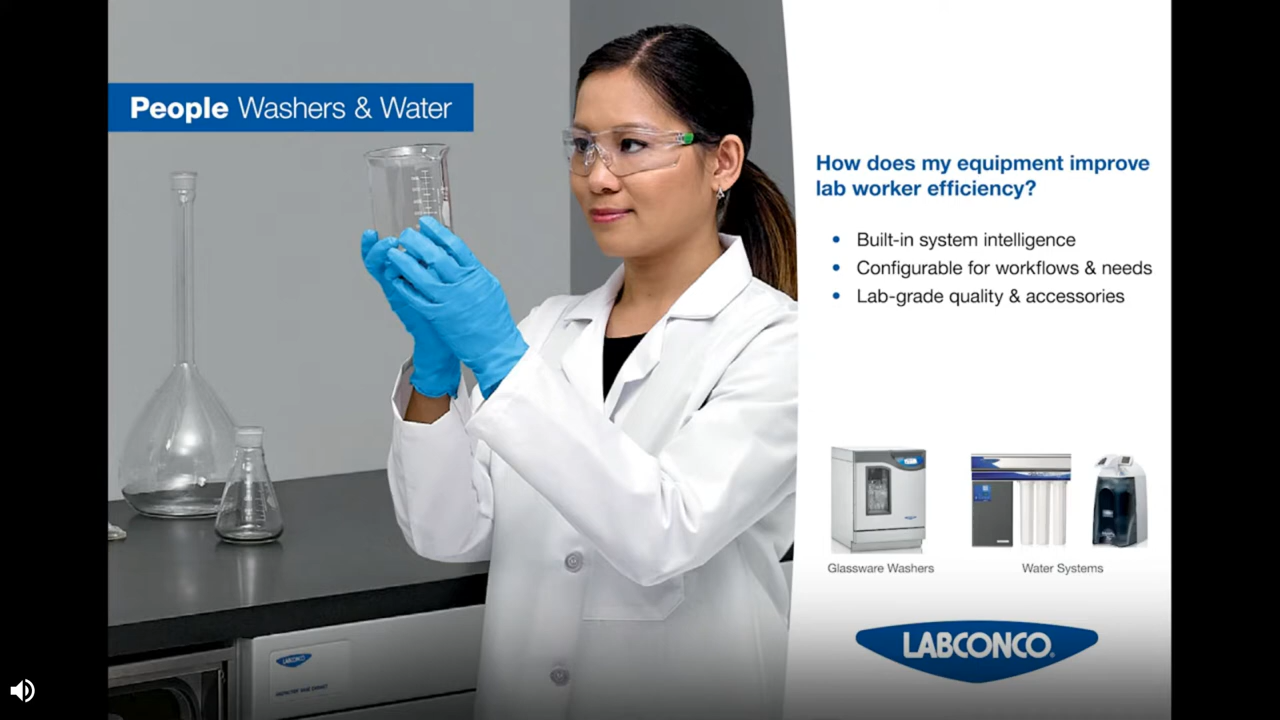 People Washers & Water
How does my equipment improve
lab worker efficiency?
• Built-in system intelligence
• Configurable for workflows & needs
• Lab-grade quality & accessories
Glassware Washers
Water Systems
LABCONCO®
LABCONCO